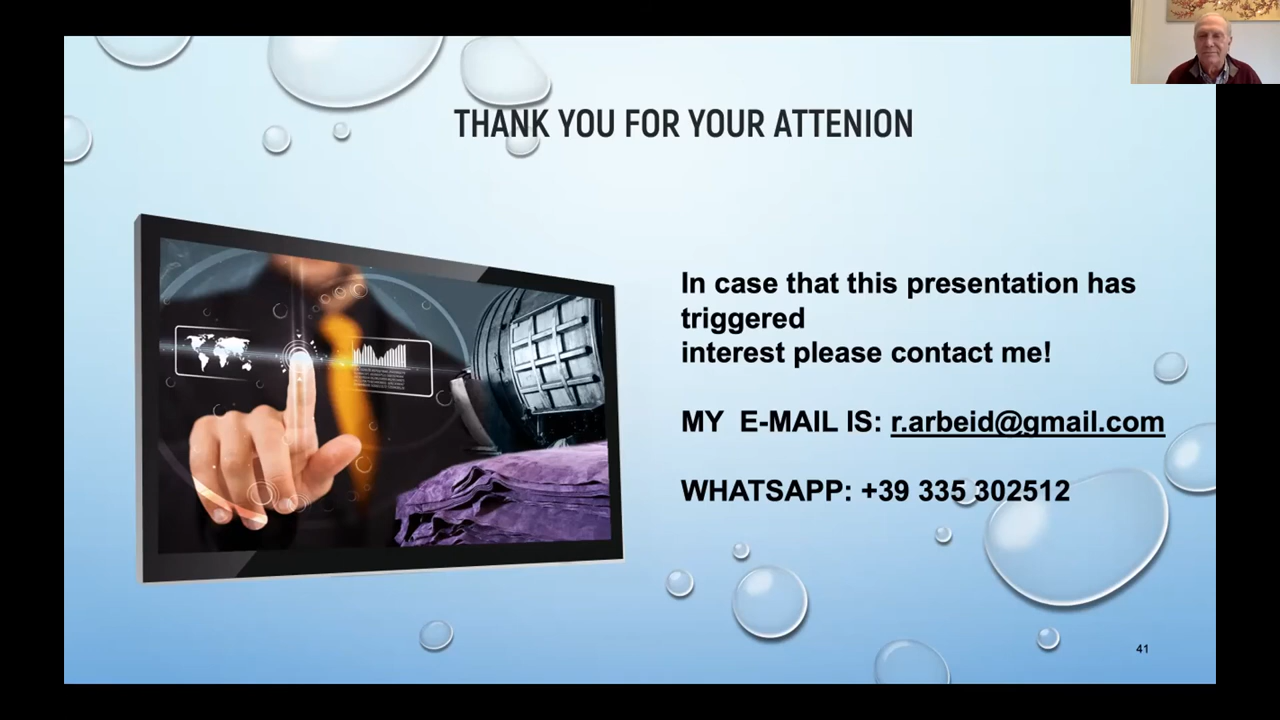 THANK YOU FOR YOUR ATTENION
In case that this presentation has
triggered
interest please contact me!
MY E-MAIL IS: r.arbeid@gmail.com
WHATSAPP: +39 335 302512
41